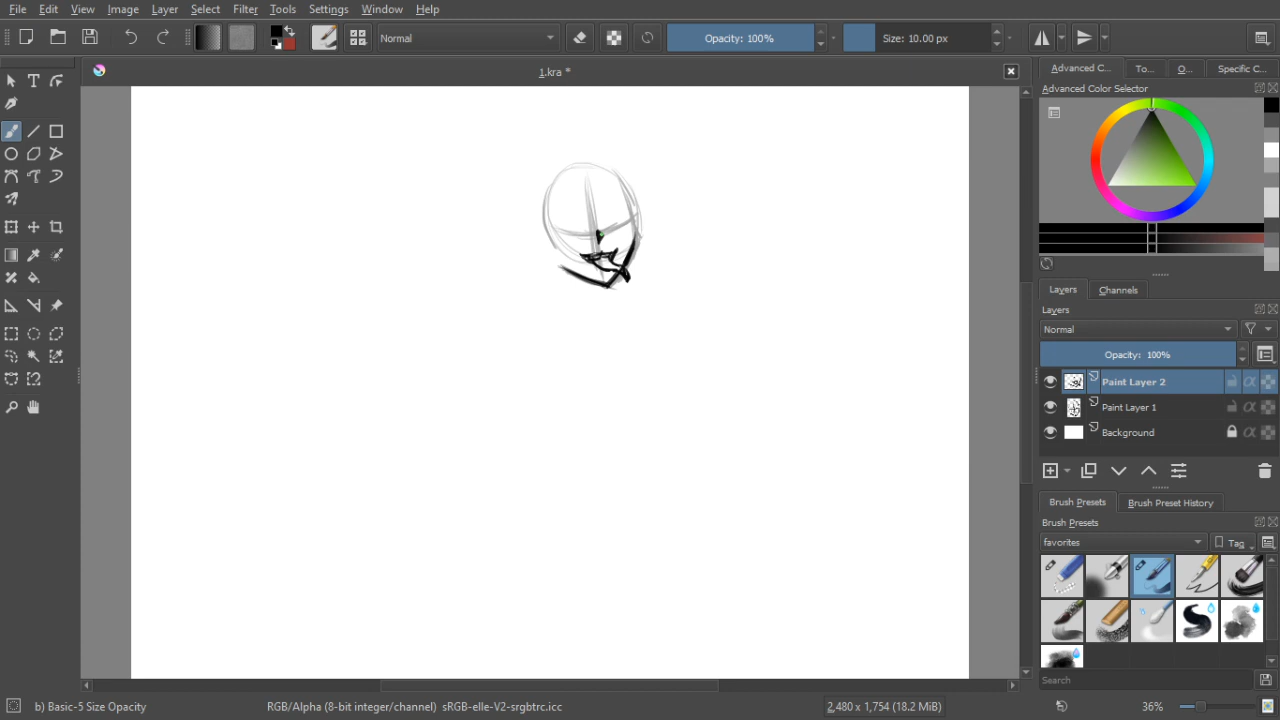 File Edit View Image Layer Select Filter Tools Settings Window Help
Normal Opacity: 100% Size: 10.00 px
1.kra *
Advanced C... To... O... Specific C...
Advanced Color Selector
Layers Channels
Layers
Normal
Opacity: 100%
Paint Layer 2
Paint Layer 1
Background
Brush Presets Brush Preset History
Brush Presets
favorites Tag
Search
b) Basic-5 Size Opacity RGB/Alpha (8-bit integer/channel) sRGB-elle-V2-srgbtrc.icc 2,480 x 1,754 (18.2 MiB) 36%